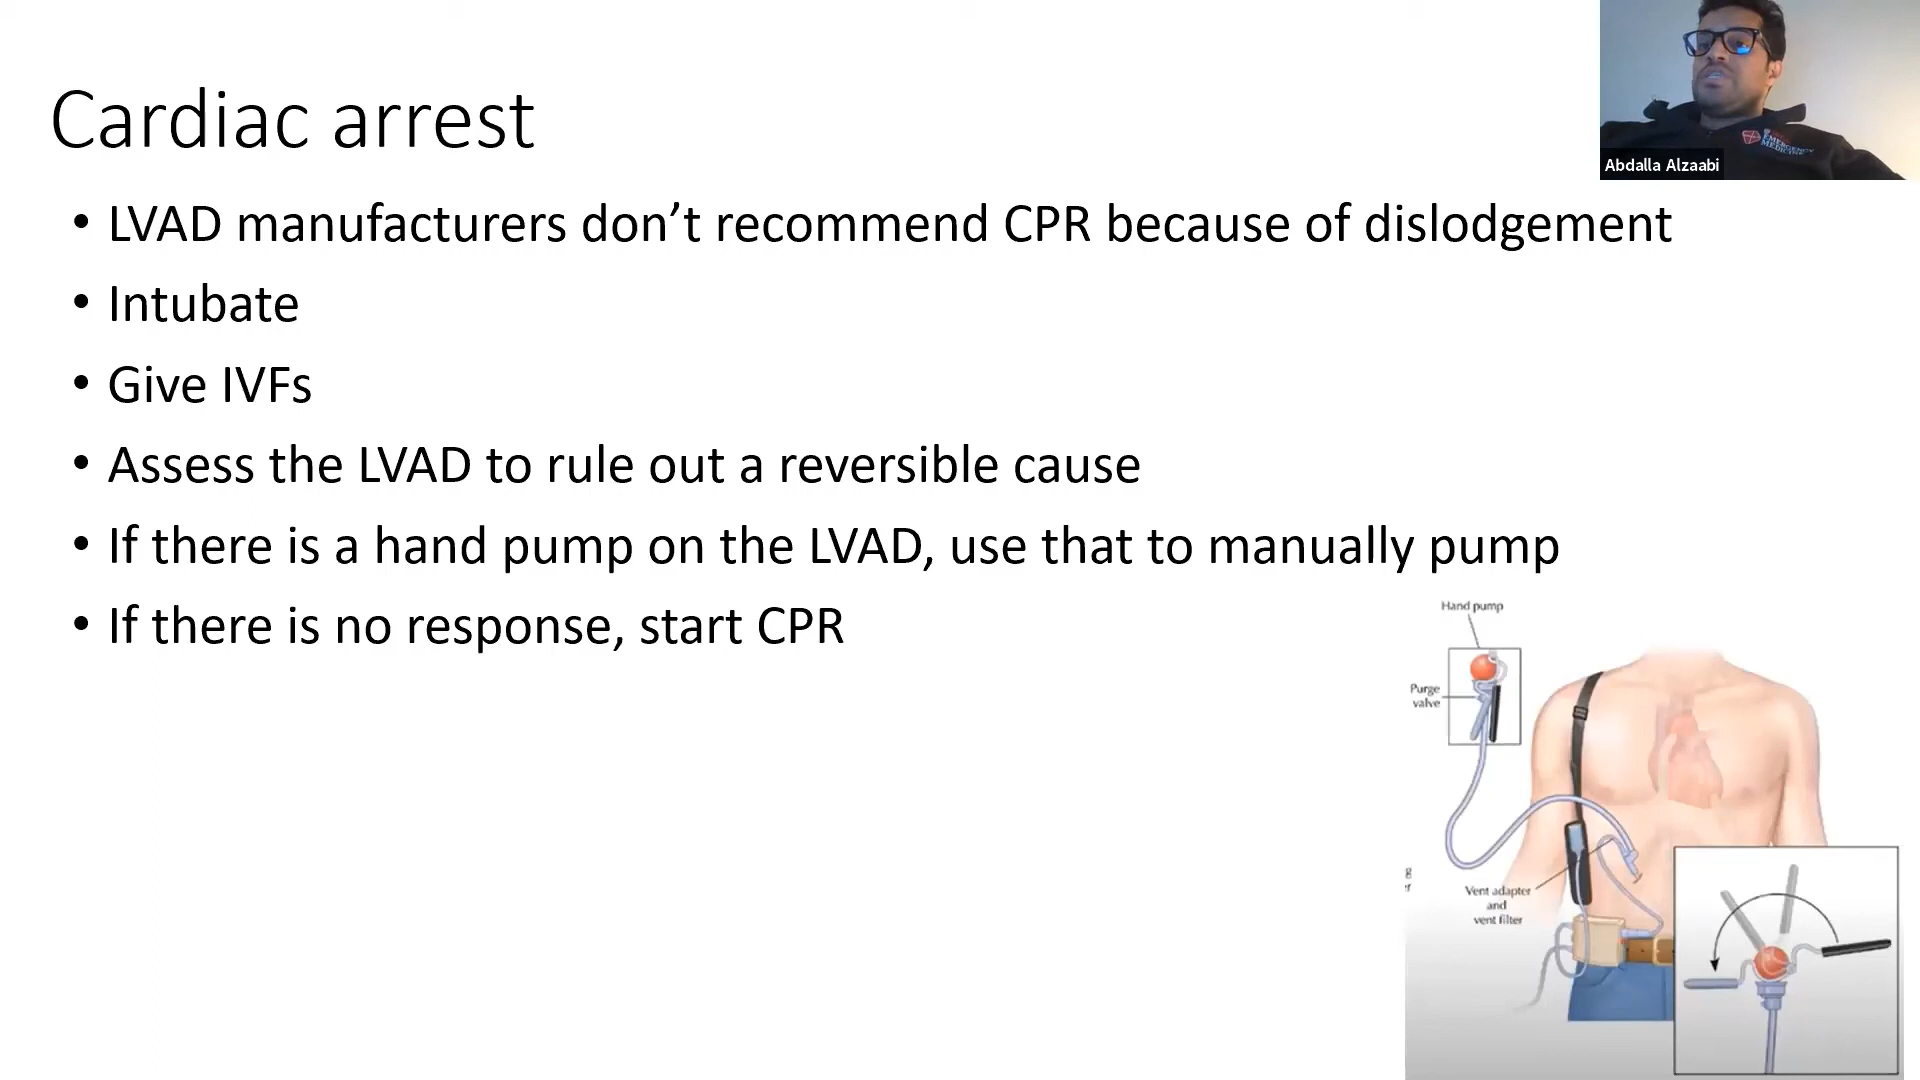 Cardiac arrest
Abdalla Alzaabi
EMERGENCY
MEDICINE
• LVAD manufacturers don’t recommend CPR because of dislodgement
• Intubate
• Give IVFs
• Assess the LVAD to rule out a reversible cause
• If there is a hand pump on the LVAD, use that to manually pump
• If there is no response, start CPR
Hand pump
Purge
valve
Vent adapter
and
vent filter